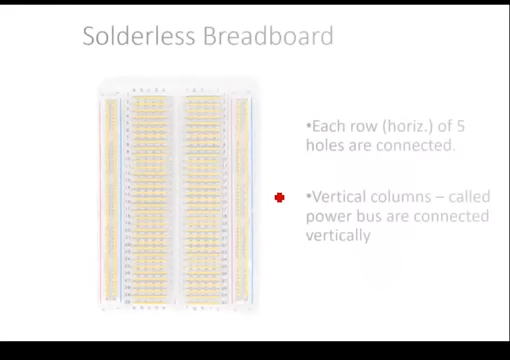 Solderless Breadboard
•Each row (horiz.) of 5
holes are connected.
•Vertical columns – called
power bus are connected
vertically